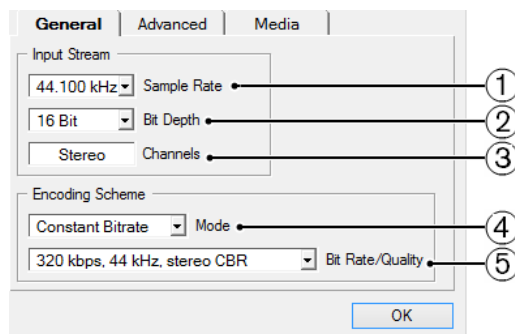 General Advanced Media
Input Stream
44.100 kHz Sample Rate ①
16 Bit Bit Depth ②
Stereo Channels ③
Encoding Scheme
Constant Bitrate Mode ④
320 kbps, 44 kHz, stereo CBR Bit Rate/Quality ⑤
OK